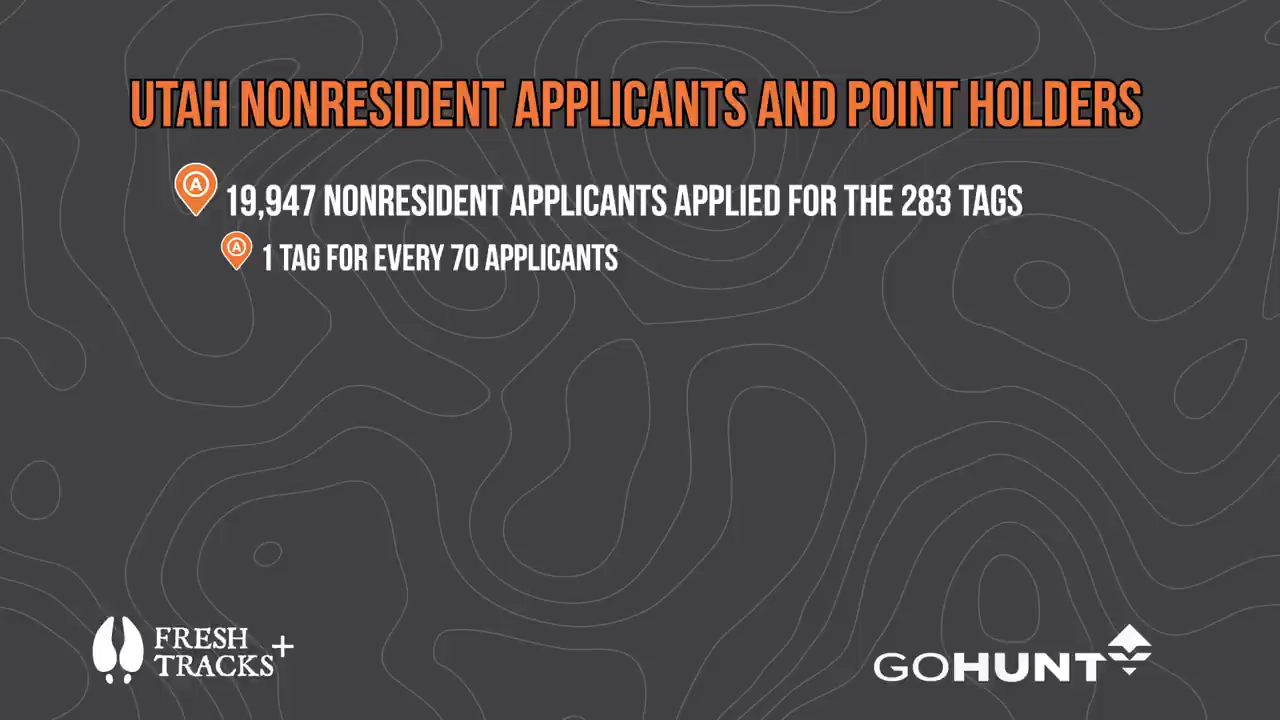 UTAH NONRESIDENT APPLICANTS AND POINT HOLDERS
A 19,947 NONRESIDENT APPLICANTS APPLIED FOR THE 283 TAGS
A 1 TAG FOR EVERY 70 APPLICANTS
FRESH
TRACKS+
GOHUNT